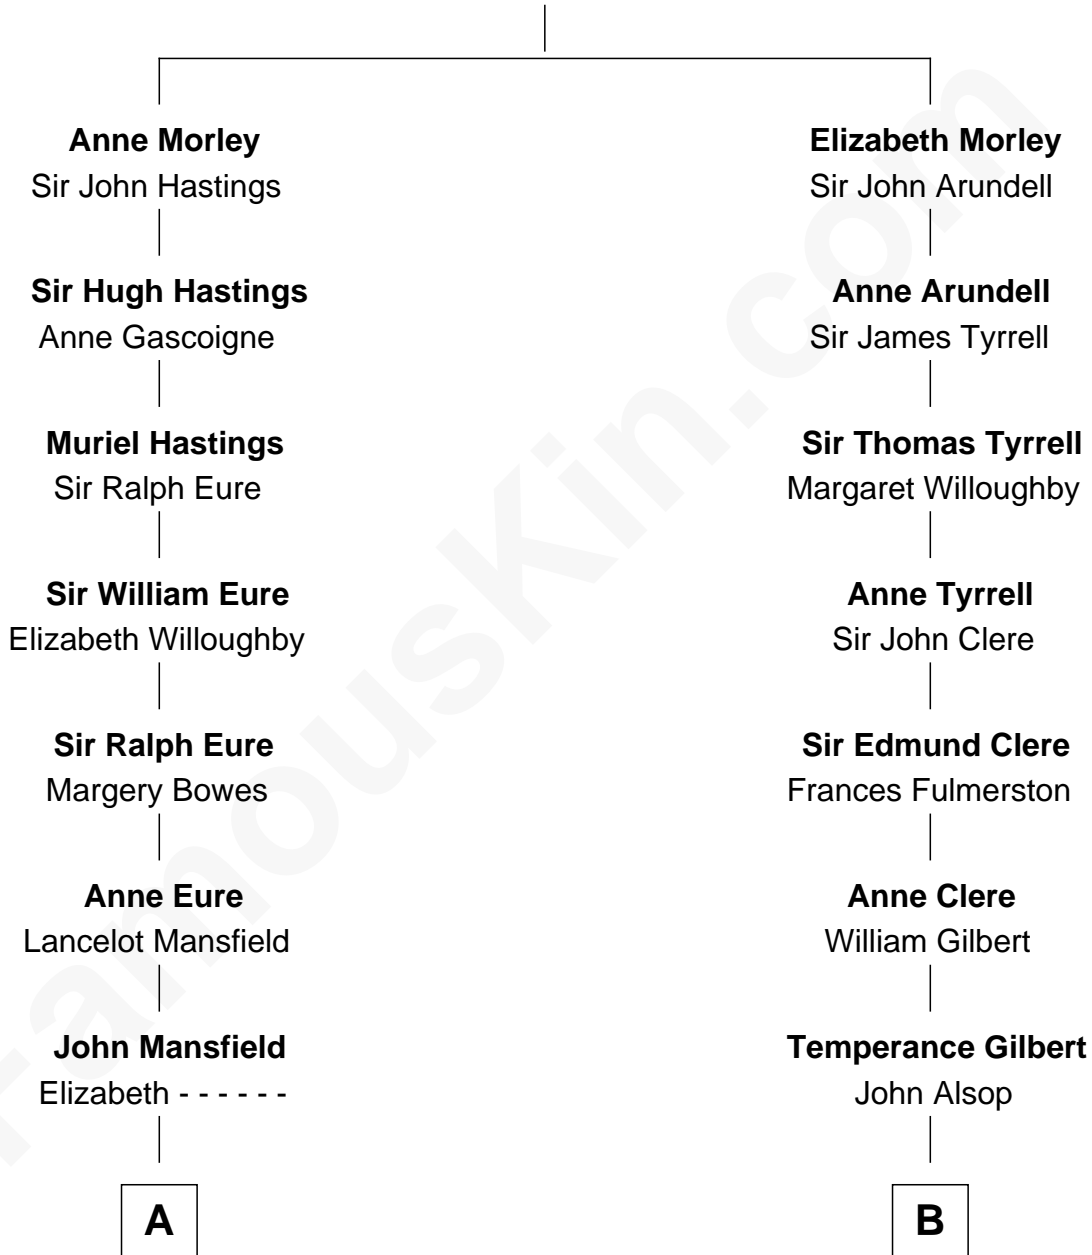 Anne Morley
Sir John Hastings
Sir Hugh Hastings
Anne Gascoigne
Muriel Hastings
Sir Ralph Eure
Sir William Eure
Elizabeth Willoughby
Sir Ralph Eure
Margery Bowes
Anne Eure
Lancelot Mansfield
John Mansfield
Elizabeth - - - - - -
A
Elizabeth Morley
Sir John Arundell
Anne Arundell
Sir James Tyrrell
Sir Thomas Tyrrell
Margaret Willoughby
Anne Tyrrell
Sir John Clere
Sir Edmund Clere
Frances Fulmerston
Anne Clere
William Gilbert
Temperance Gilbert
John Alsop
B
FamousKin.com